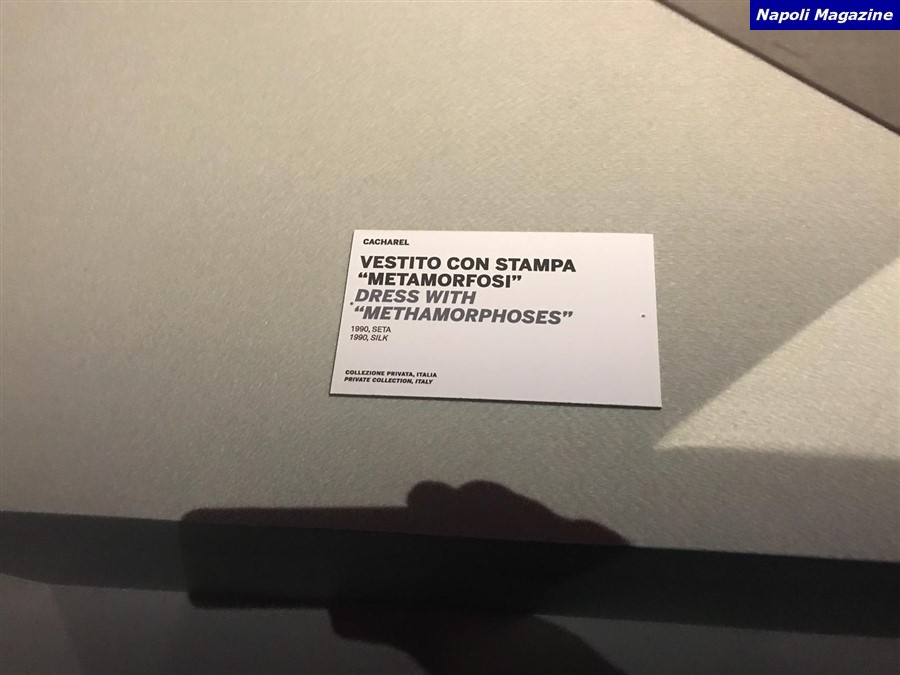 Napoli Magazine
CACHAREL
VESTITO CON STAMPA
“METAMORFOSI”
DRESS WITH
“METHAMORPHOSES”
1990, SETA
1990, SILK
COLLEZIONE PRIVATA, ITALIA
PRIVATE COLLECTION, ITALY